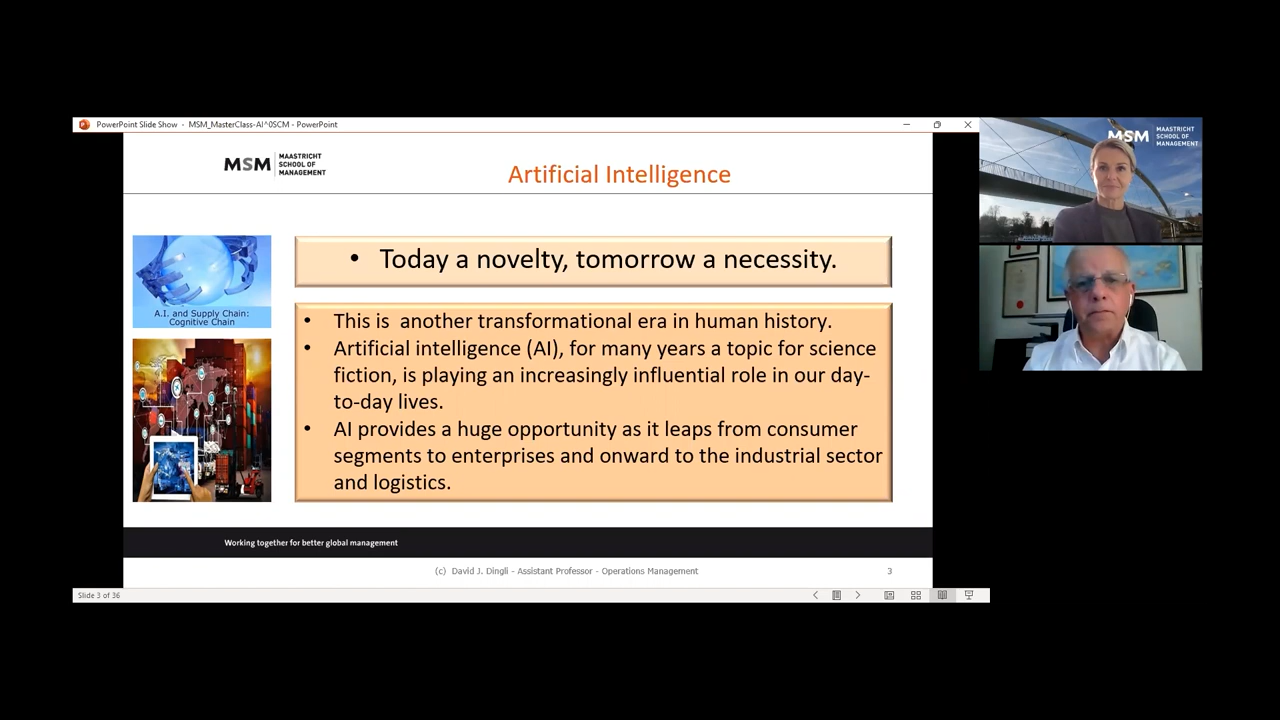 PowerPoint Slide Show - MSM_MasterClass-AI^0SCM - PowerPoint
MSM
MAASTRICHT
SCHOOL OF
MANAGEMENT
Artificial Intelligence
A.I. and Supply Chain:
Cognitive Chain
• Today a novelty, tomorrow a necessity.
• This is another transformational era in human history.
• Artificial intelligence (AI), for many years a topic for science
fiction, is playing an increasingly influential role in our day-
to-day lives.
• AI provides a huge opportunity as it leaps from consumer
segments to enterprises and onward to the industrial sector
and logistics.
Working together for better global management
(c) David J. Dingli - Assistant Professor - Operations Management
3
Slide 3 of 36
MSM
MAASTRICHT
SCHOOL OF
MANAGEMENT